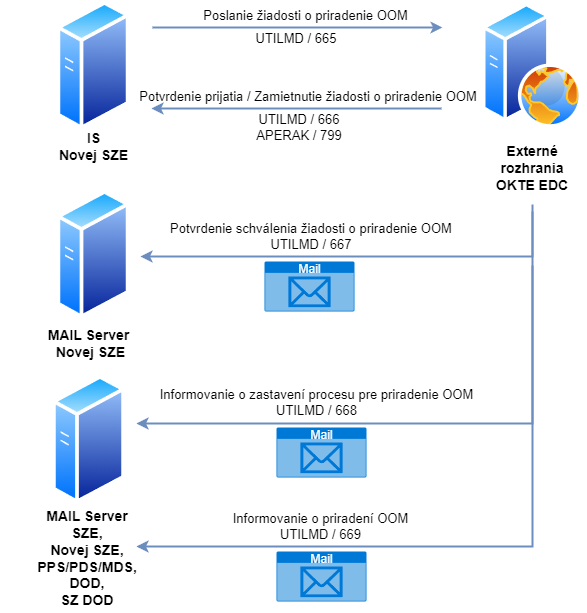 Poslanie žiadosti o priradenie OOM
UTILMD / 665
Potvrdenie prijatia / Zamietnutie žiadosti o priradenie OOM
UTILMD / 666
APERAK / 799
IS
Novej SZE
Externé
rozhrania
OKTE EDC
Potvrdenie schválenia žiadosti o priradenie OOM
UTILMD / 667
Mail
MAIL Server
Novej SZE
Informovanie o zastavení procesu pre priradenie OOM
UTILMD / 668
Mail
MAIL Server
SZE,
Novej SZE,
PPS/PDS/MDS,
DOD,
SZ DOD
Informovanie o priradení OOM
UTILMD / 669
Mail